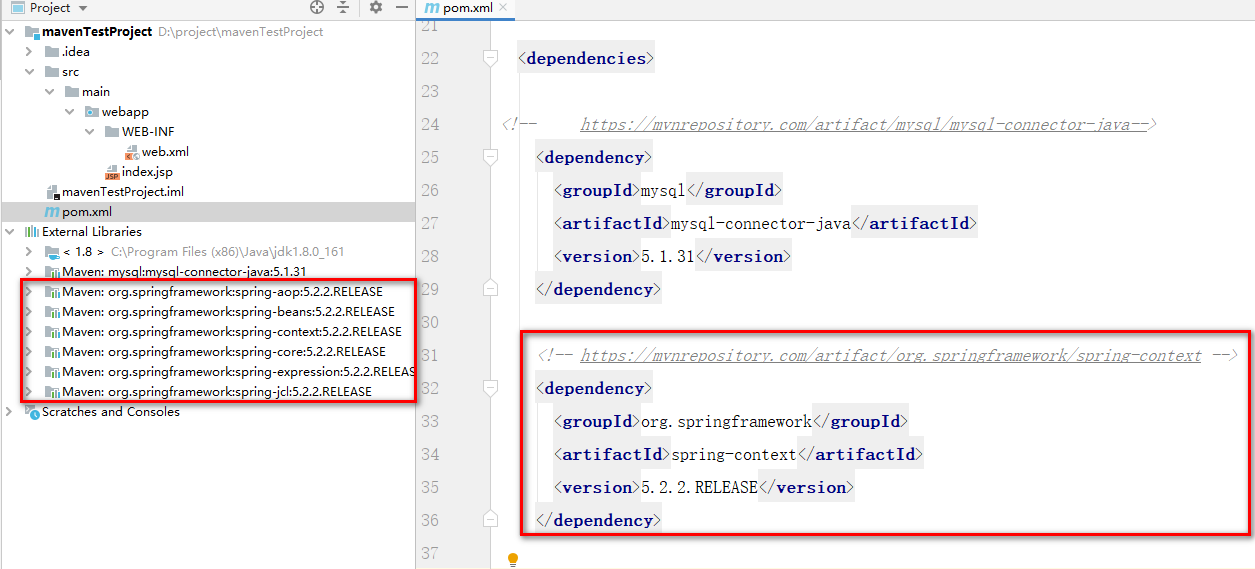 Project
mavenTestProject D:\project\mavenTestProject
.idea
src
main
webapp
WEB-INF
web.xml
index.jsp
mavenTestProject.iml
pom.xml
External Libraries
< 1.8 > C:\Program Files (x86)\Java\jdk1.8.0_161
Maven: mysql:mysql-connector-java:5.1.31
Maven: org.springframework:spring-aop:5.2.2.RELEASE
Maven: org.springframework:spring-beans:5.2.2.RELEASE
Maven: org.springframework:spring-context:5.2.2.RELEASE
Maven: org.springframework:spring-core:5.2.2.RELEASE
Maven: org.springframework:spring-expression:5.2.2.RELEAS
Maven: org.springframework:spring-jcl:5.2.2.RELEASE
Scratches and Consoles
pom.xml
21
22 <dependencies>
23
24 <!-- https://mvnrepository.com/artifact/mysql/mysql-connector-java-->
25 <dependency>
26 <groupId>mysql</groupId>
27 <artifactId>mysql-connector-java</artifactId>
28 <version>5.1.31</version>
29 </dependency>
30
31 <!-- https://mvnrepository.com/artifact/org.springframework/spring-context -->
32 <dependency>
33 <groupId>org.springframework</groupId>
34 <artifactId>spring-context</artifactId>
35 <version>5.2.2.RELEASE</version>
36 </dependency>
37